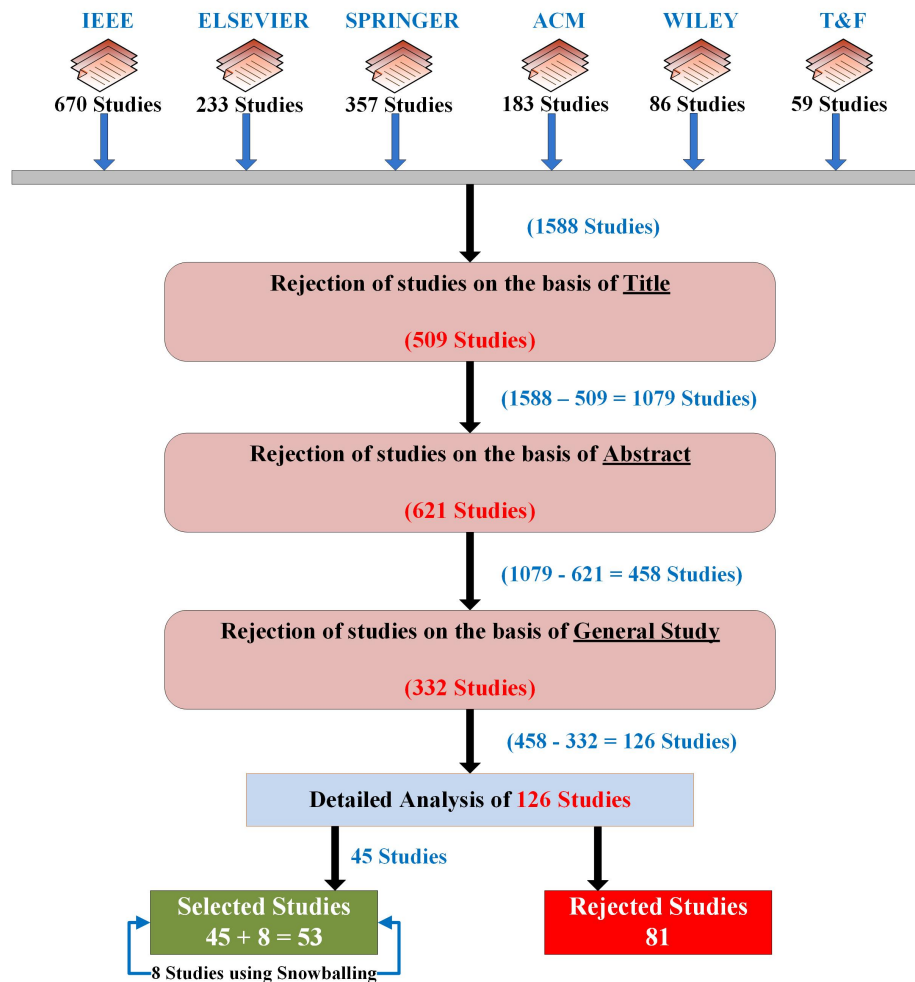 IEEE
ELSEVIER
SPRINGER
ACM
WILEY
T&F
670 Studies
233 Studies
357 Studies
183 Studies
86 Studies
59 Studies
(1588 Studies)
Rejection of studies on the basis of Title
(509 Studies)
(1588 – 509 = 1079 Studies)
Rejection of studies on the basis of Abstract
(621 Studies)
(1079 - 621 = 458 Studies)
Rejection of studies on the basis of General Study
(332 Studies)
(458 - 332 = 126 Studies)
Detailed Analysis of 126 Studies
45 Studies
Selected Studies
45 + 8 = 53
Rejected Studies
81
8 Studies using Snowballing